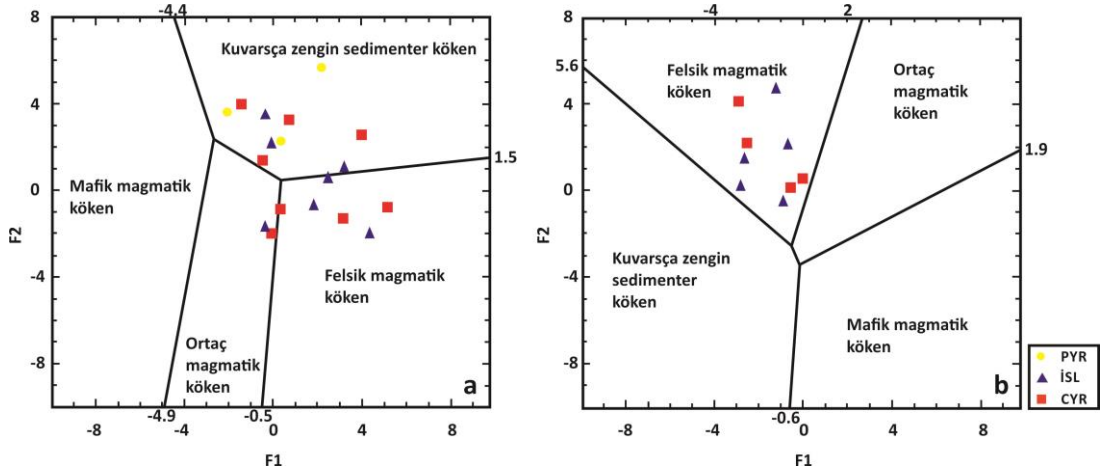 -4.4
8
Kuvarsça zengin sedimenter köken
4
1.5
0
Mafik magmatik
köken
F2
-4
Felsik magmatik
köken
Ortaç
magmatik
köken
-8
a
-4.9
-0.5
-8
-4
0
4
8
F1
-4
2
8
5.6
Felsik magmatik
köken
Ortaç
magmatik
köken
4
1.9
0
F2
Kuvarsça zengin
sedimenter
köken
-4
Mafik magmatik
köken
-8
b
-0.6
-8
-4
0
4
8
F1
PYR
İSL
CYR